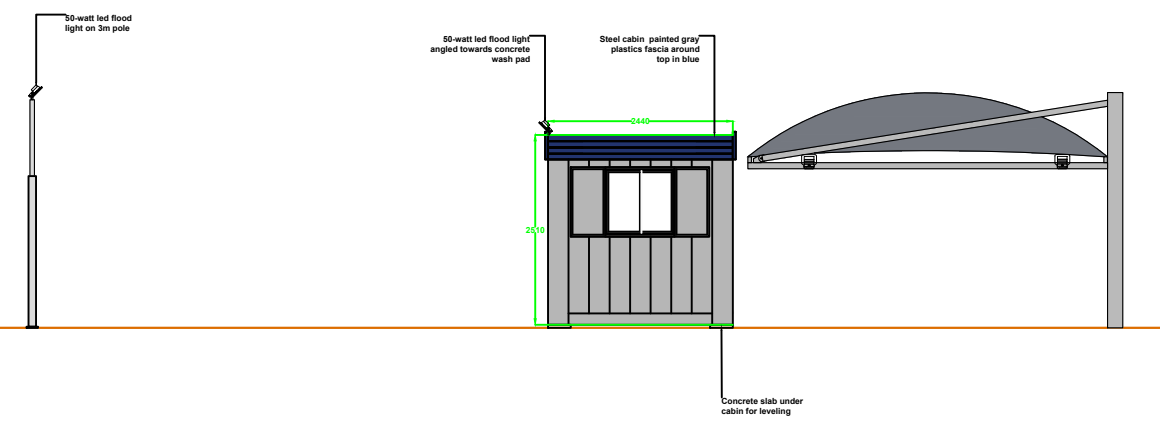 50-watt led flood
light on 3m pole
50-watt led flood light
angled towards concrete
wash pad
Steel cabin painted gray
plastics fascia around
top in blue
2440
2510
Concrete slab under
cabin for leveling